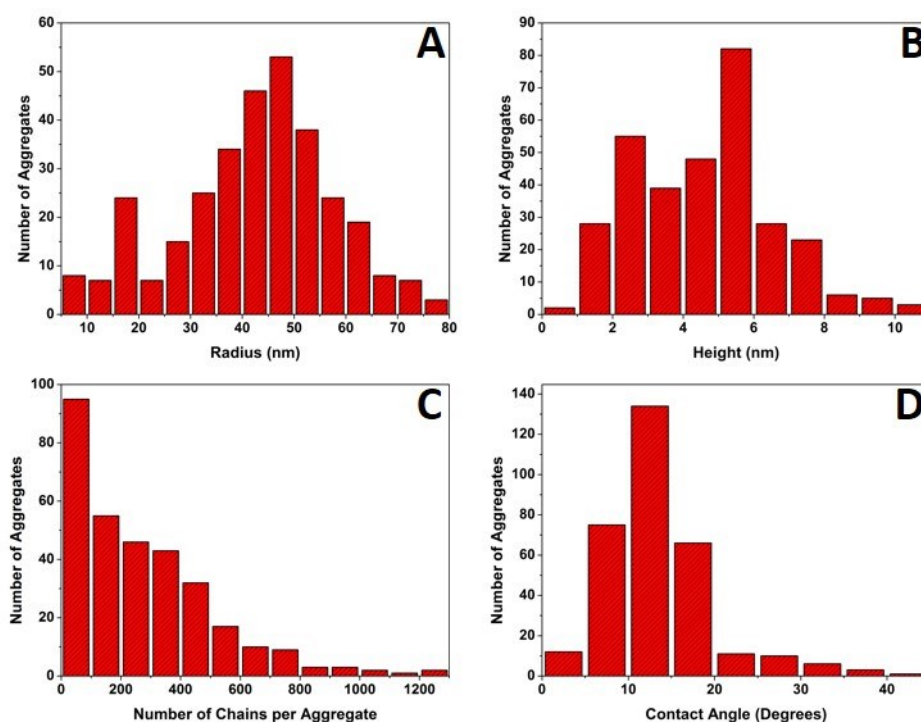 A
60
50
40
30
20
10
0
Number of Aggregates
10 20 30 40 50 60 70 80
Radius (nm)
B
90
80
70
60
50
40
30
20
10
0
Number of Aggregates
0 2 4 6 8 10
Height (nm)
C
100
80
60
40
20
0
Number of Aggregates
0 200 400 600 800 1000 1200
Number of Chains per Aggregate
D
140
120
100
80
60
40
20
0
Number of Aggregates
0 10 20 30 40
Contact Angle (Degrees)